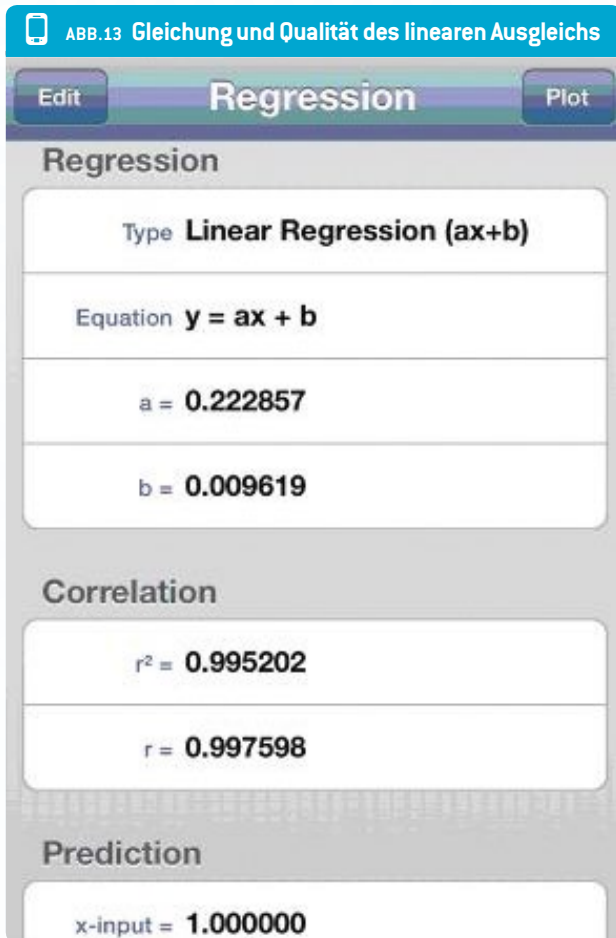 ABB.13 Gleichung und Qualität des linearen Ausgleichs
Edit Regression Plot
Regression
Type Linear Regression (ax+b)
Equation y = ax + b
a = 0.222857
b = 0.009619
Correlation
r² = 0.995202
r = 0.997598
Prediction
x-input = 1.000000